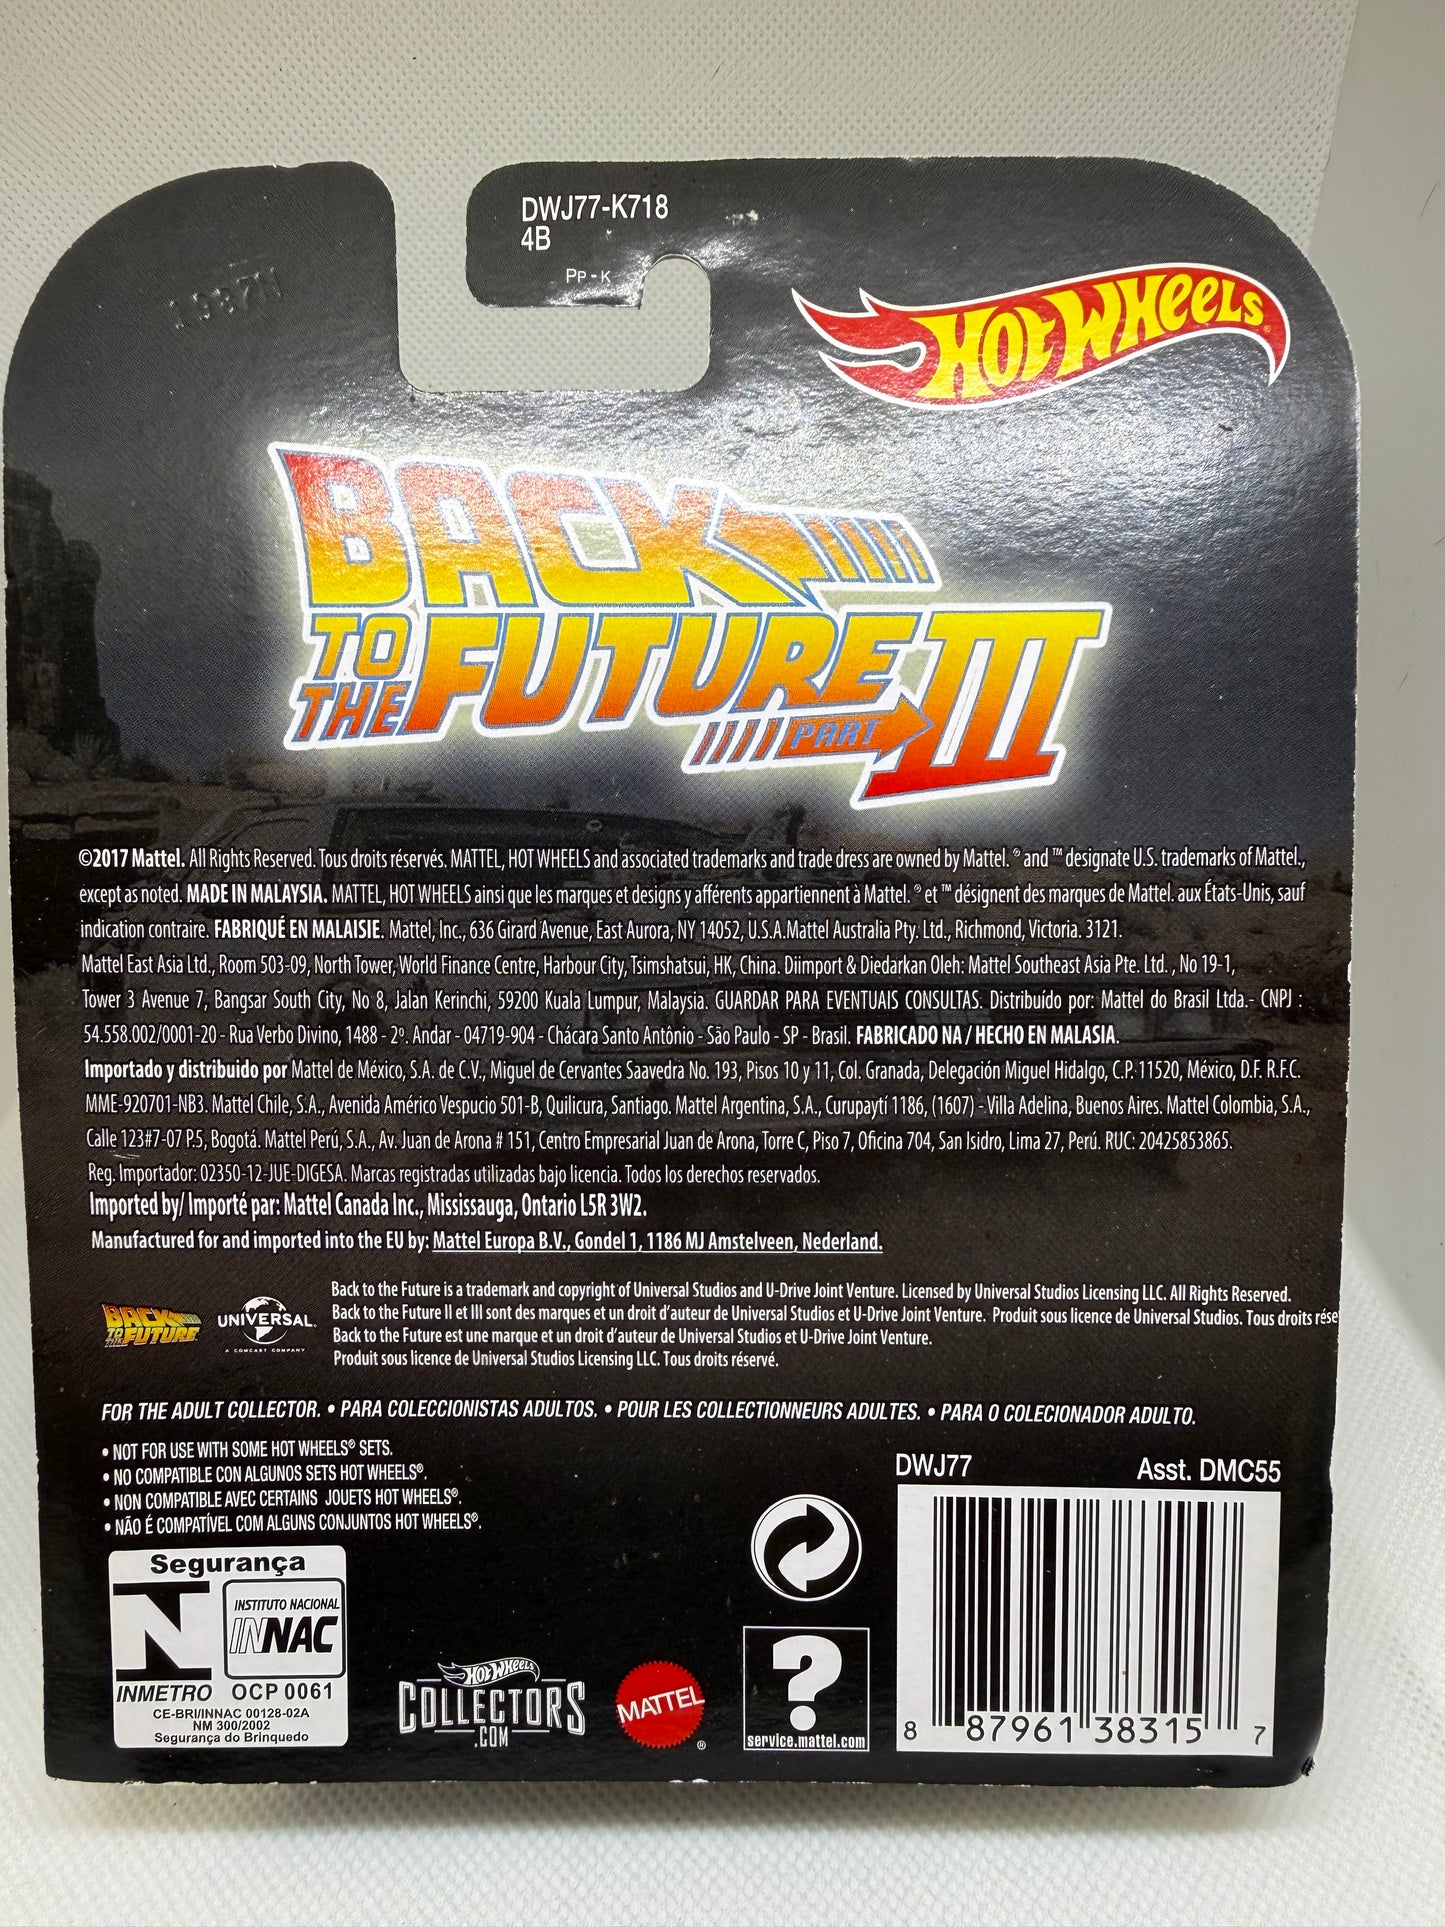 DWJ77-K718
4B
PP - K
HOT WHEELS
BACK
TO THE FUTURE
PART III
©2017 Mattel. All Rights Reserved. Tous droits réservés. MATTEL, HOT WHEELS and associated trademarks and trade dress are owned by Mattel. ® and ™ designate U.S. trademarks of Mattel.,
except as noted. MADE IN MALAYSIA. MATTEL, HOT WHEELS ainsi que les marques et designs y afférents appartiennent à Mattel. ® et ™ désignent des marques de Mattel. aux États-Unis, sauf
indication contraire. FABRIQUÉ EN MALAISIE. Mattel, Inc., 636 Girard Avenue, East Aurora, NY 14052, U.S.A.Mattel Australia Pty. Ltd., Richmond, Victoria. 3121.
Mattel East Asia Ltd., Room 503-09, North Tower, World Finance Centre, Harbour City, Tsimshatsui, HK, China. Diimport & Diedarkan Oleh: Mattel Southeast Asia Pte. Ltd. , No 19-1,
Tower 3 Avenue 7, Bangsar South City, No 8, Jalan Kerinchi, 59200 Kuala Lumpur, Malaysia. GUARDAR PARA EVENTUAIS CONSULTAS. Distribuído por: Mattel do Brasil Ltda.- CNPJ :
54.558.002/0001-20 - Rua Verbo Divino, 1488 - 2º. Andar - 04719-904 - Chácara Santo Antônio - São Paulo - SP - Brasil. FABRICADO NA / HECHO EN MALASIA.
Importado y distribuido por Mattel de México, S.A. de C.V., Miguel de Cervantes Saavedra No. 193, Pisos 10 y 11, Col. Granada, Delegación Miguel Hidalgo, C.P. 11520, México, D.F. R.F.C.
MME-920701-NB3. Mattel Chile, S.A., Avenida Américo Vespucio 501-B, Quilicura, Santiago. Mattel Argentina, S.A., Curupaytí 1186, (1607) - Villa Adelina, Buenos Aires. Mattel Colombia, S.A.,
Calle 123#7-07 P.5, Bogotá. Mattel Perú, S.A., Av. Juan de Arona # 151, Centro Empresarial Juan de Arona, Torre C, Piso 7, Oficina 704, San Isidro, Lima 27, Perú. RUC: 20425853865.
Reg. Importador: 02350-12-JUE-DIGESA. Marcas registradas utilizadas bajo licencia. Todos los derechos reservados.
Imported by/ Importé par: Mattel Canada Inc., Mississauga, Ontario L5R 3W2.
Manufactured for and imported into the EU by: Mattel Europa B.V., Gondel 1, 1186 MJ Amstelveen, Nederland.
BACK TO THE FUTURE
UNIVERSAL
A COMCAST COMPANY
Back to the Future is a trademark and copyright of Universal Studios and U-Drive Joint Venture. Licensed by Universal Studios Licensing LLC. All Rights Reserved.
Back to the Future II et III sont des marques et un droit d'auteur de Universal Studios et U-Drive Joint Venture. Produit sous licence de Universal Studios. Tous droits rése
Back to the Future est une marque et un droit d'auteur de Universal Studios et U-Drive Joint Venture.
Produit sous licence de Universal Studios Licensing LLC. Tous droits réservé.
FOR THE ADULT COLLECTOR. • PARA COLECCIONISTAS ADULTOS. • POUR LES COLLECTIONNEURS ADULTES. • PARA O COLECIONADOR ADULTO.
• NOT FOR USE WITH SOME HOT WHEELS® SETS.
• NO COMPATIBLE CON ALGUNOS SETS HOT WHEELS®.
• NON COMPATIBLE AVEC CERTAINS JOUETS HOT WHEELS®.
• NÃO É COMPATÍVEL COM ALGUNS CONJUNTOS HOT WHEELS®.
DWJ77 Asst. DMC55
Segurança
N INSTITUTO NACIONAL
INNAC
INMETRO OCP 0061
CE-BRI/INNAC 00128-02A
NM 300/2002
Segurança do Brinquedo
HOT WHEELS
COLLECTORS
.COM
MATTEL ®
?
service.mattel.com
8 87961 38315 7